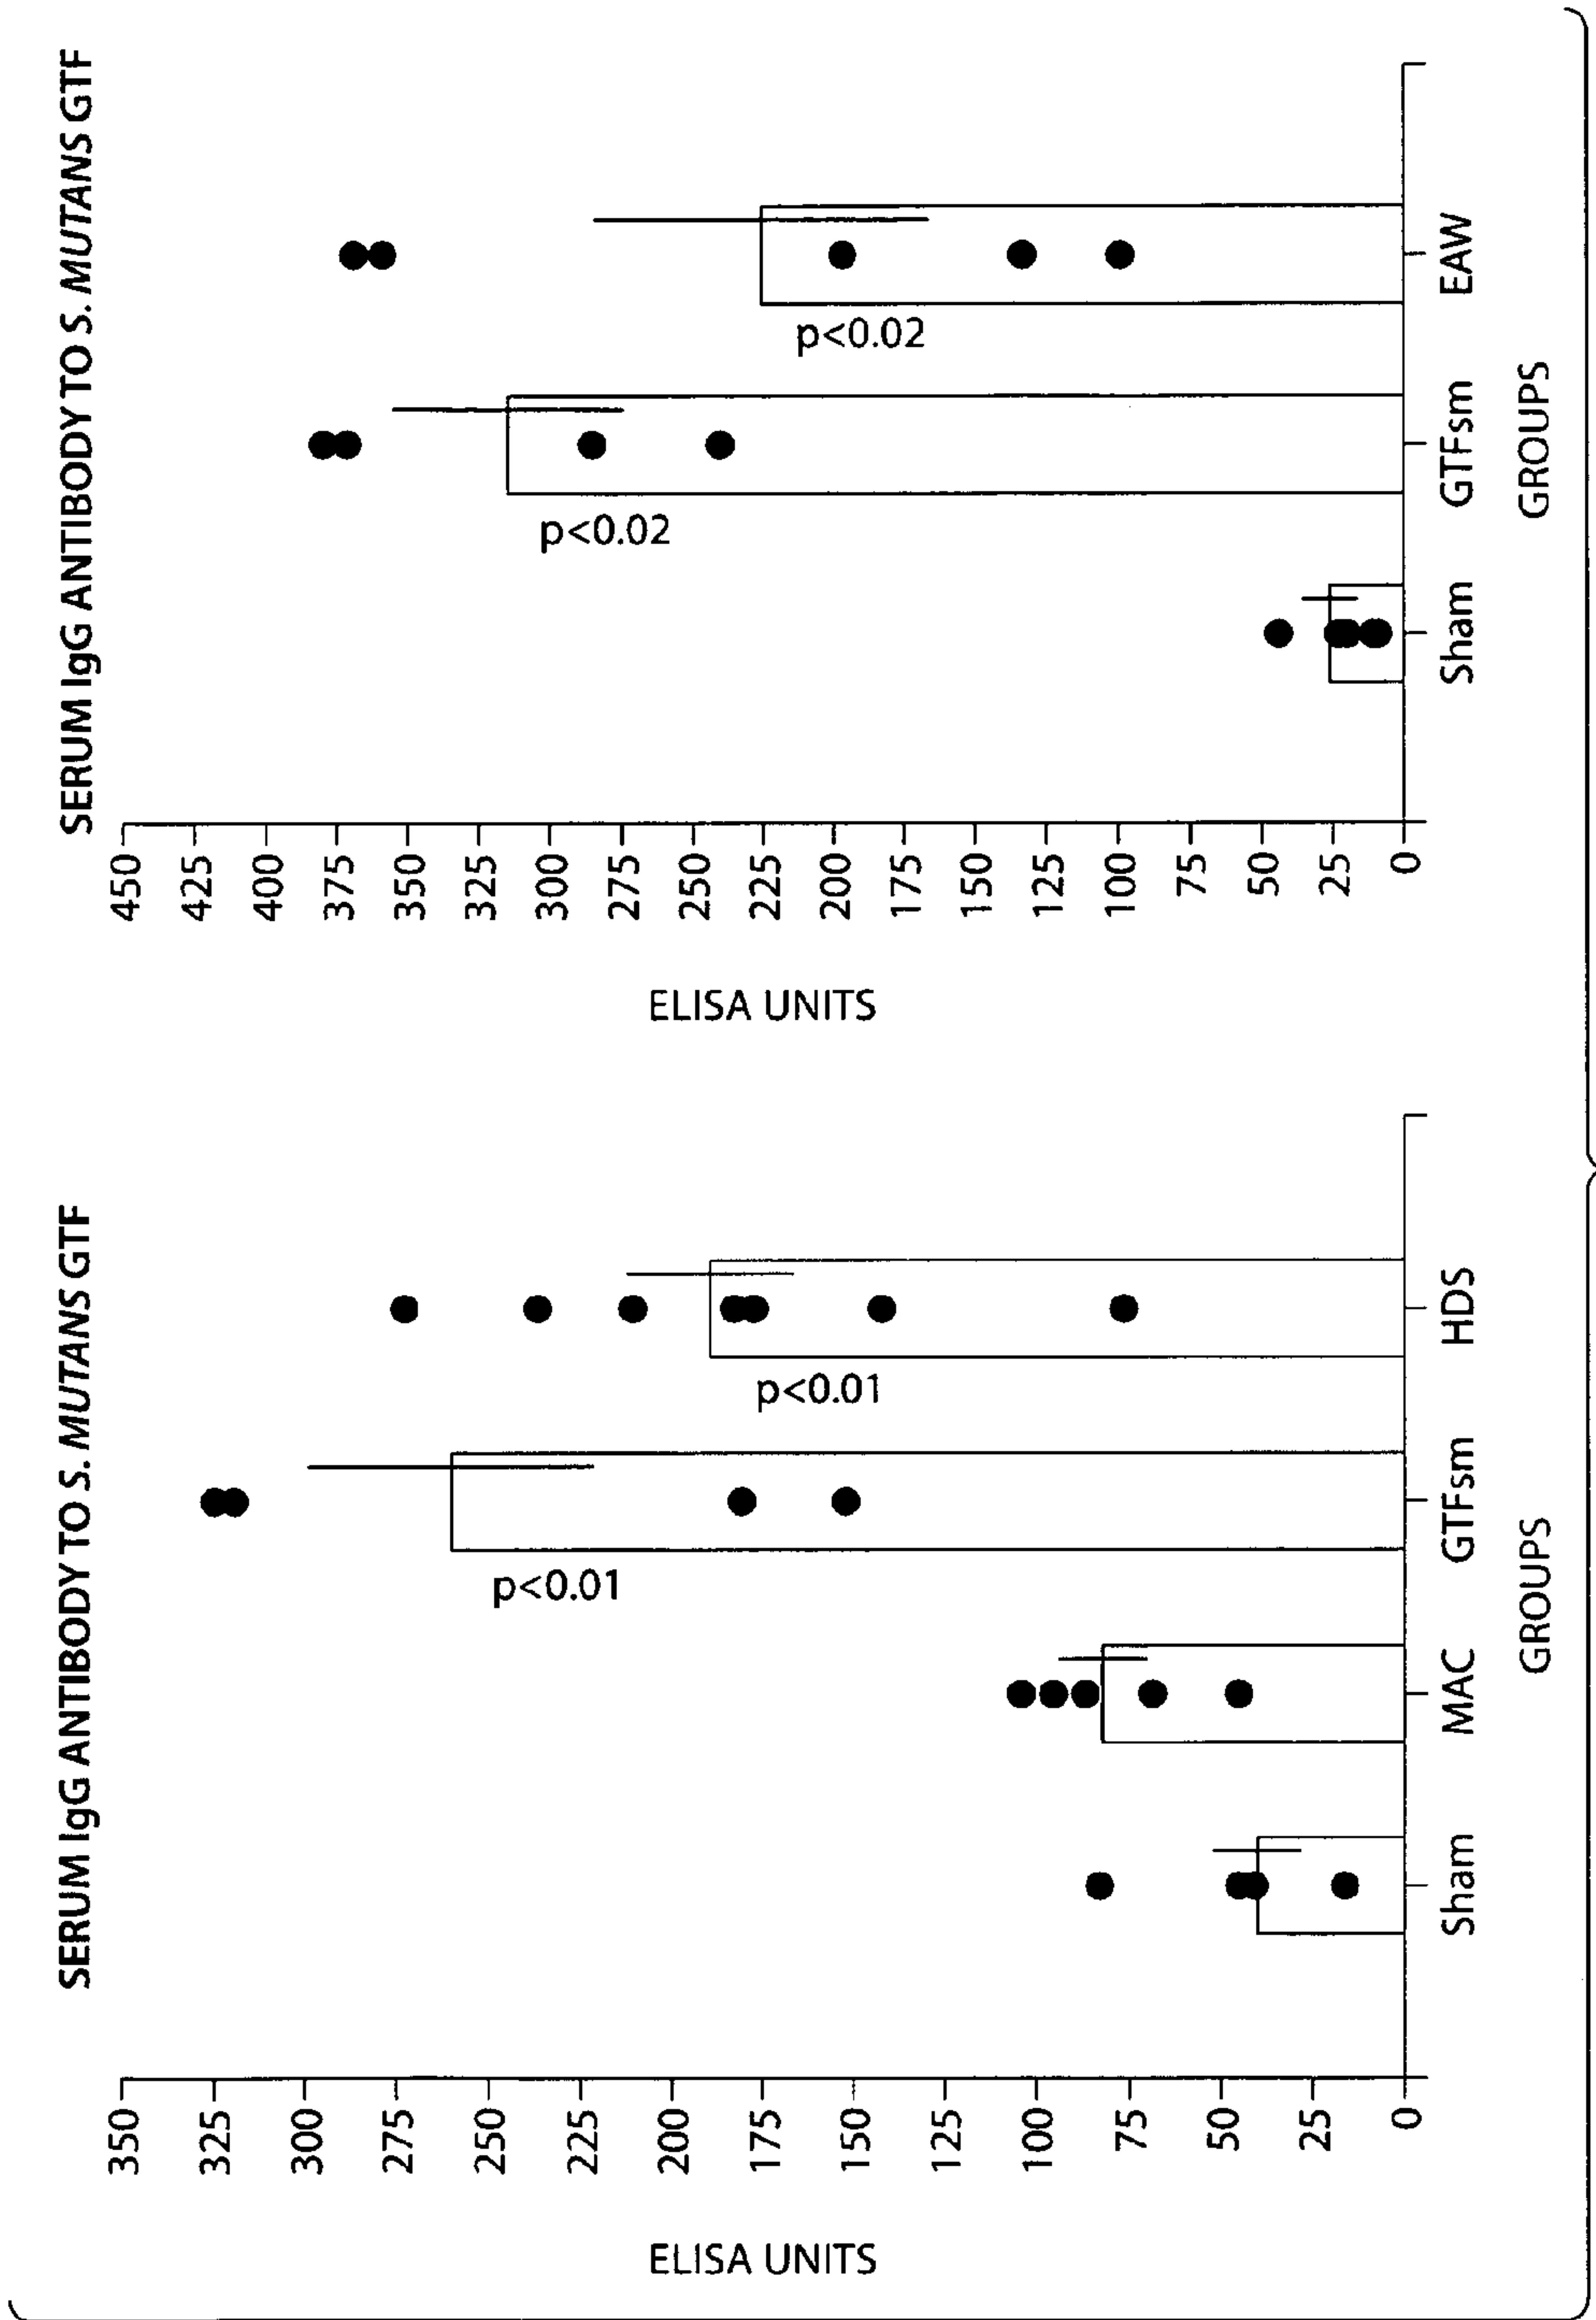 SERUM IgG ANTIBODY TO S. MUTANS GTF
ELISA UNITS
350
325
300
275
250
225
200
175
150
125
100
75
50
25
0
p<0.01
p<0.01
Sham
MAC
GTFsm
HDS
GROUPS
SERUM IgG ANTIBODY TO S. MUTANS GTF
ELISA UNITS
450
425
400
375
350
325
300
275
250
225
200
175
150
125
100
75
50
25
0
p<0.02
p<0.02
Sham
GTFsm
EAW
GROUPS